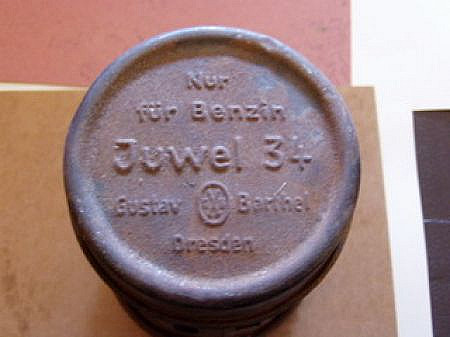 Nur
für Benzin
Juwel 34
Gustav Barthel
Dresden